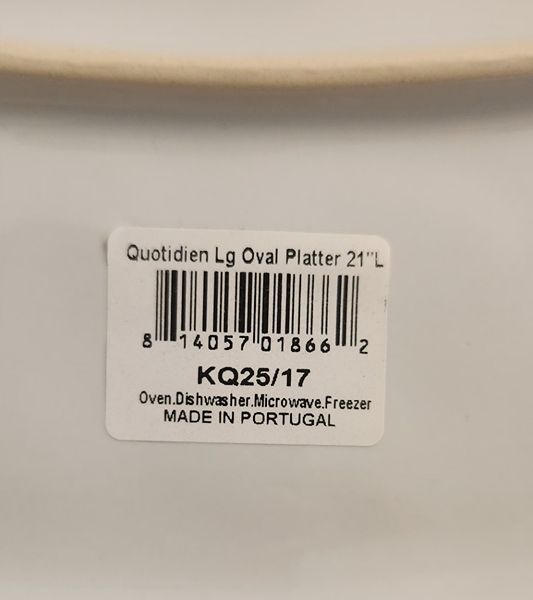 Quotidien Lg Oval Platter 21"L
8 14057 01866 2
KQ25/17
Oven.Dishwasher.Microwave.Freezer
MADE IN PORTUGAL